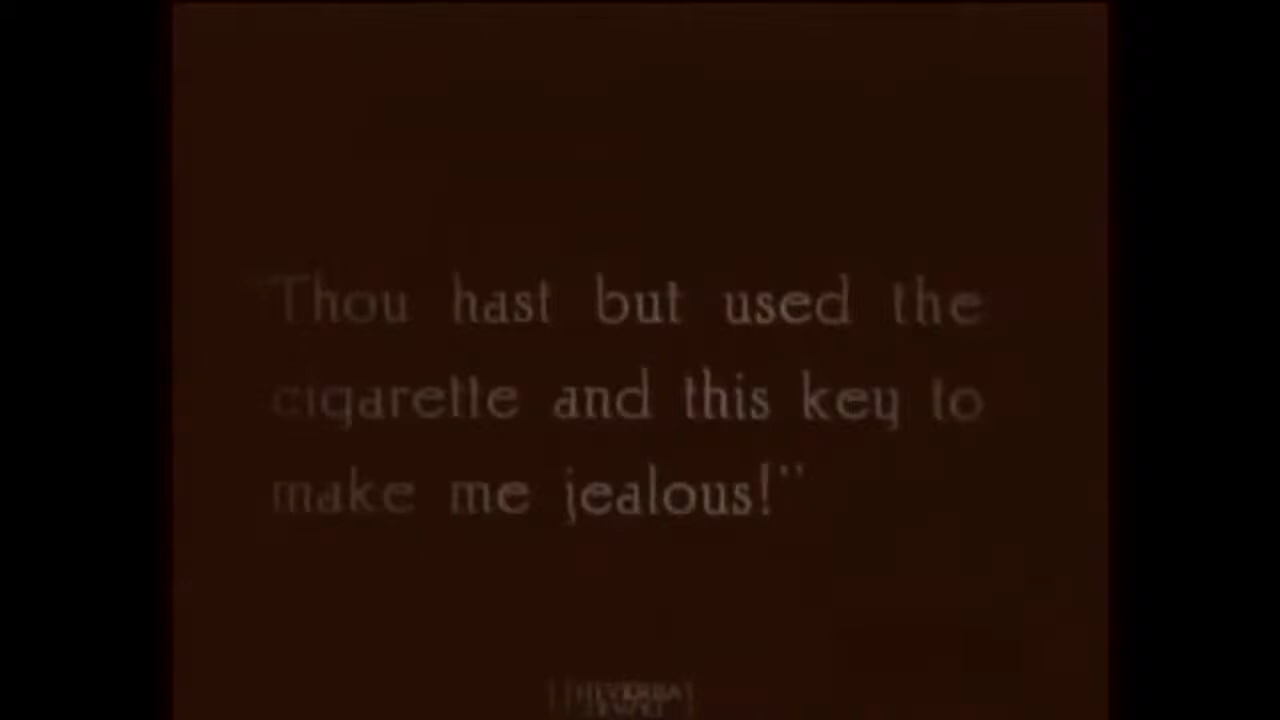 "Thou hast but used the
cigarette and this key to
make me jealous!"